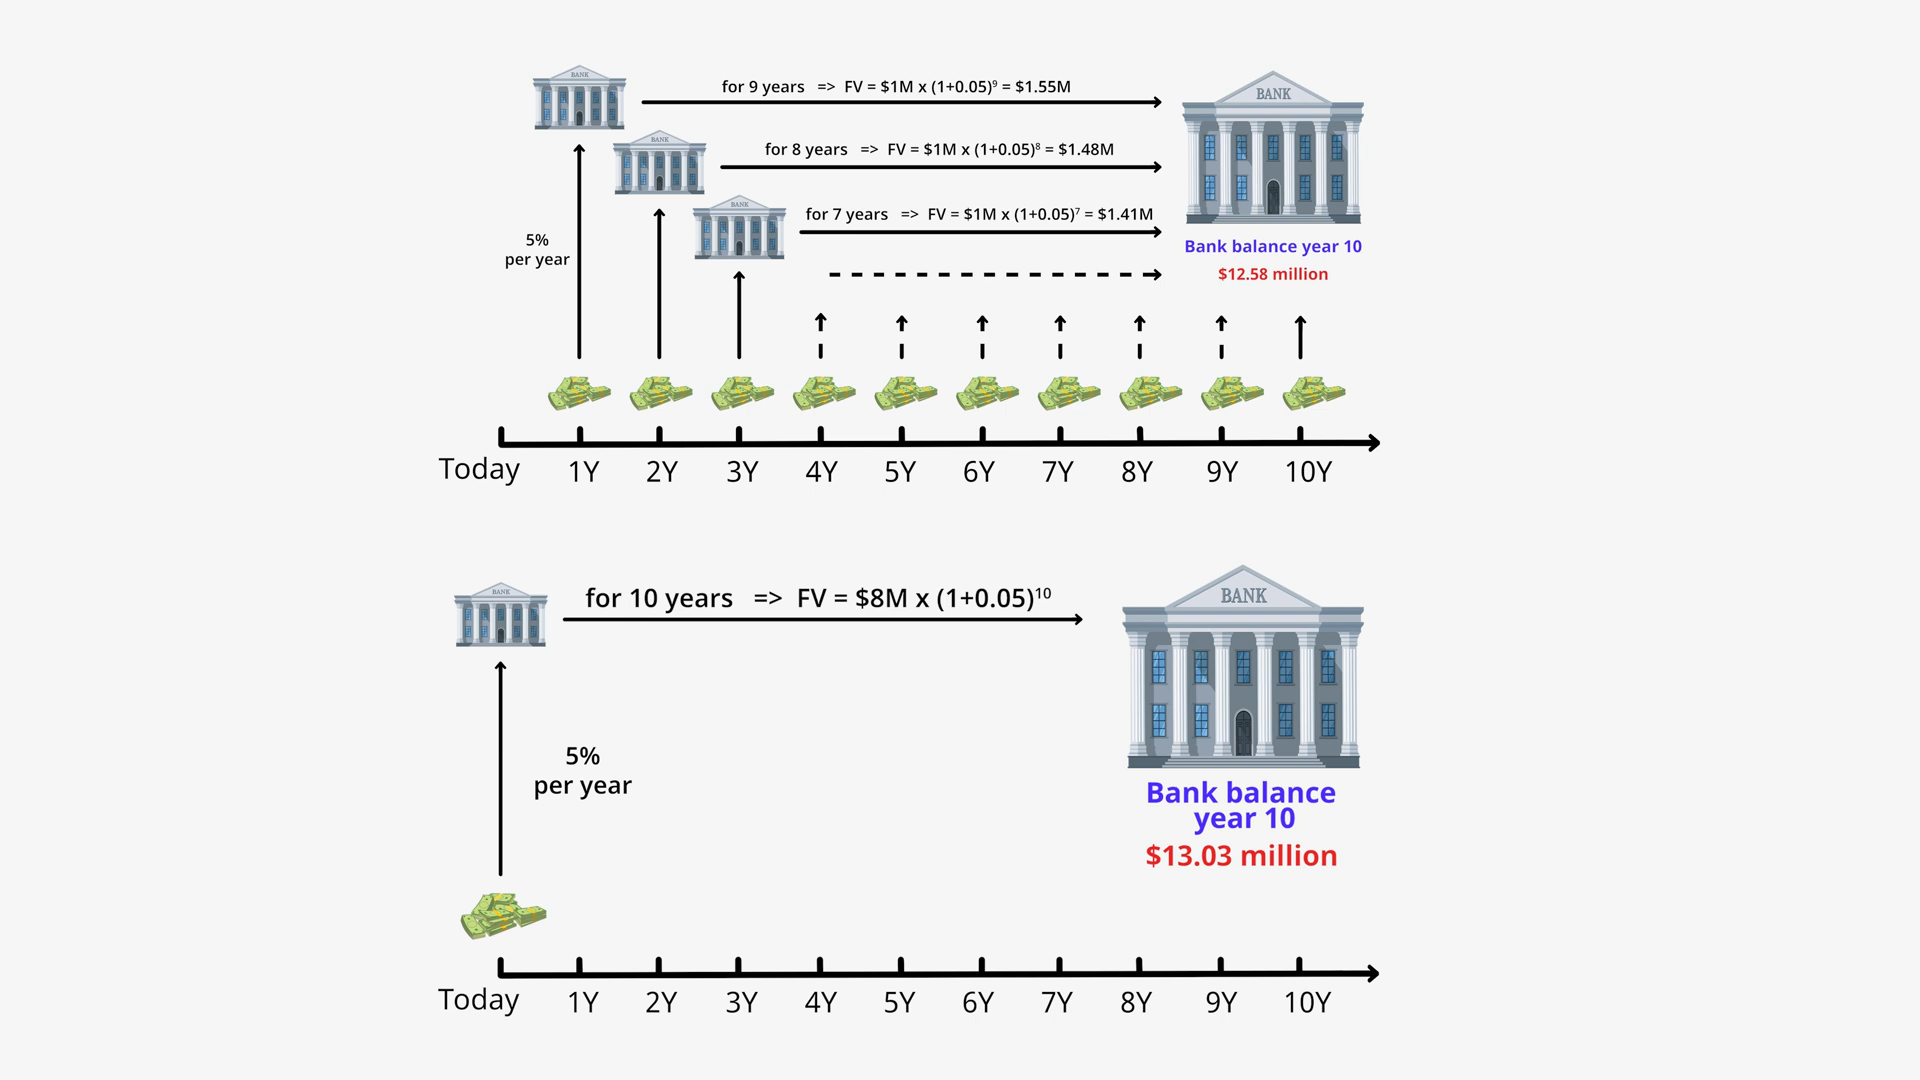 BANK
for 9 years => FV = $1M x (1+0.05)⁹ = $1.55M
BANK
BANK
for 8 years => FV = $1M x (1+0.05)⁸ = $1.48M
BANK
for 7 years => FV = $1M x (1+0.05)⁷ = $1.41M
5%
per year
Bank balance year 10
$12.58 million
Today 1Y 2Y 3Y 4Y 5Y 6Y 7Y 8Y 9Y 10Y
BANK
for 10 years => FV = $8M x (1+0.05)¹⁰
BANK
5%
per year
Bank balance
year 10
$13.03 million
Today 1Y 2Y 3Y 4Y 5Y 6Y 7Y 8Y 9Y 10Y